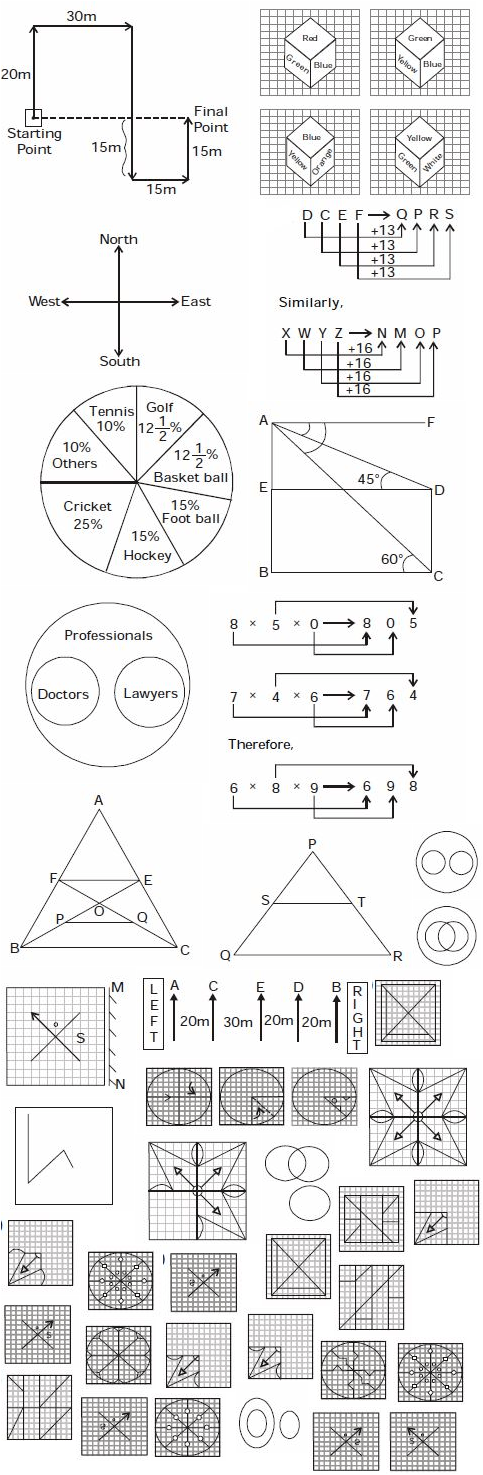 30m
20m
Starting
Point
Final
Point
15m
15m
15m
Red
Green
Blue
Green
Yellow
Blue
Blue
Yellow
Orange
Yellow
Green
White
D C E F → Q P R S
+13
+13
+13
+13
Similarly,
X W Y Z → N M O P
+16
+16
+16
+16
North
West
East
South
Tennis
10%
Golf
12 1/2 %
10%
Others
12 1/2 %
Basket ball
Cricket
25%
15%
Foot ball
15%
Hockey
A
F
E
45°
D
B
60°
C
Professionals
Doctors
Lawyers
8 × 5 × 0 → 8 0 5
7 × 4 × 6 → 7 6 4
Therefore,
6 × 8 × 9 → 6 9 8
A
F
E
O
P
Q
B
C
P
S
T
Q
R
M
S
N
LEFT
A
C
E
D
B
20m
30m
20m
20m
RIGHT
S